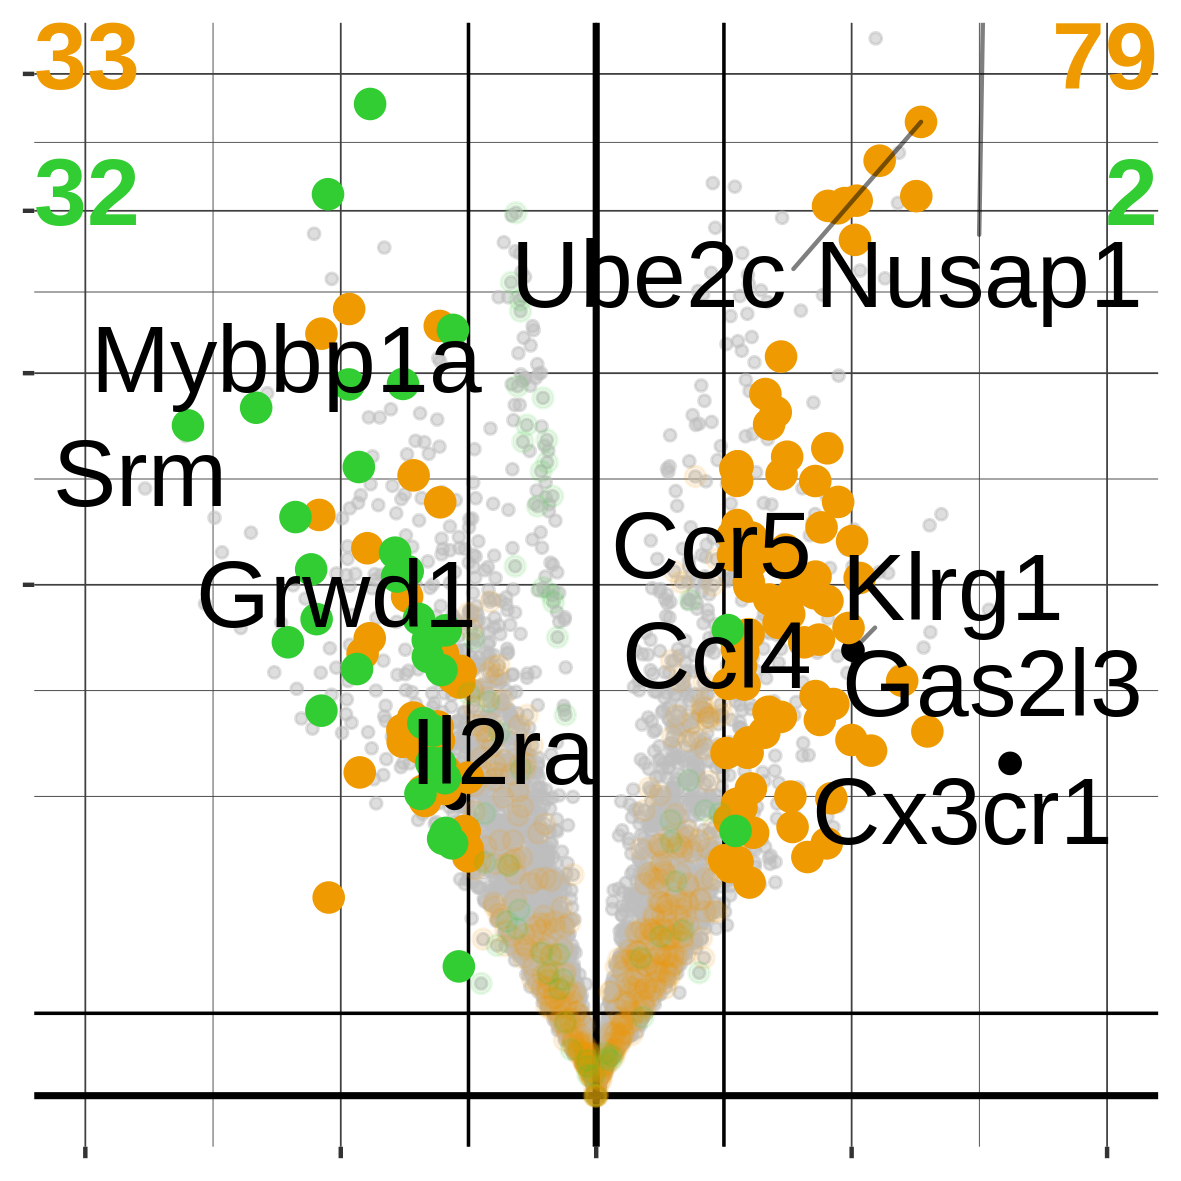 33
79
32
2
Ube2c
Nusap1
Mybbp1a
Srm
Ccr5
Grwd1
Klrg1
Ccl4
Gas2l3
Il2ra
Cx3cr1